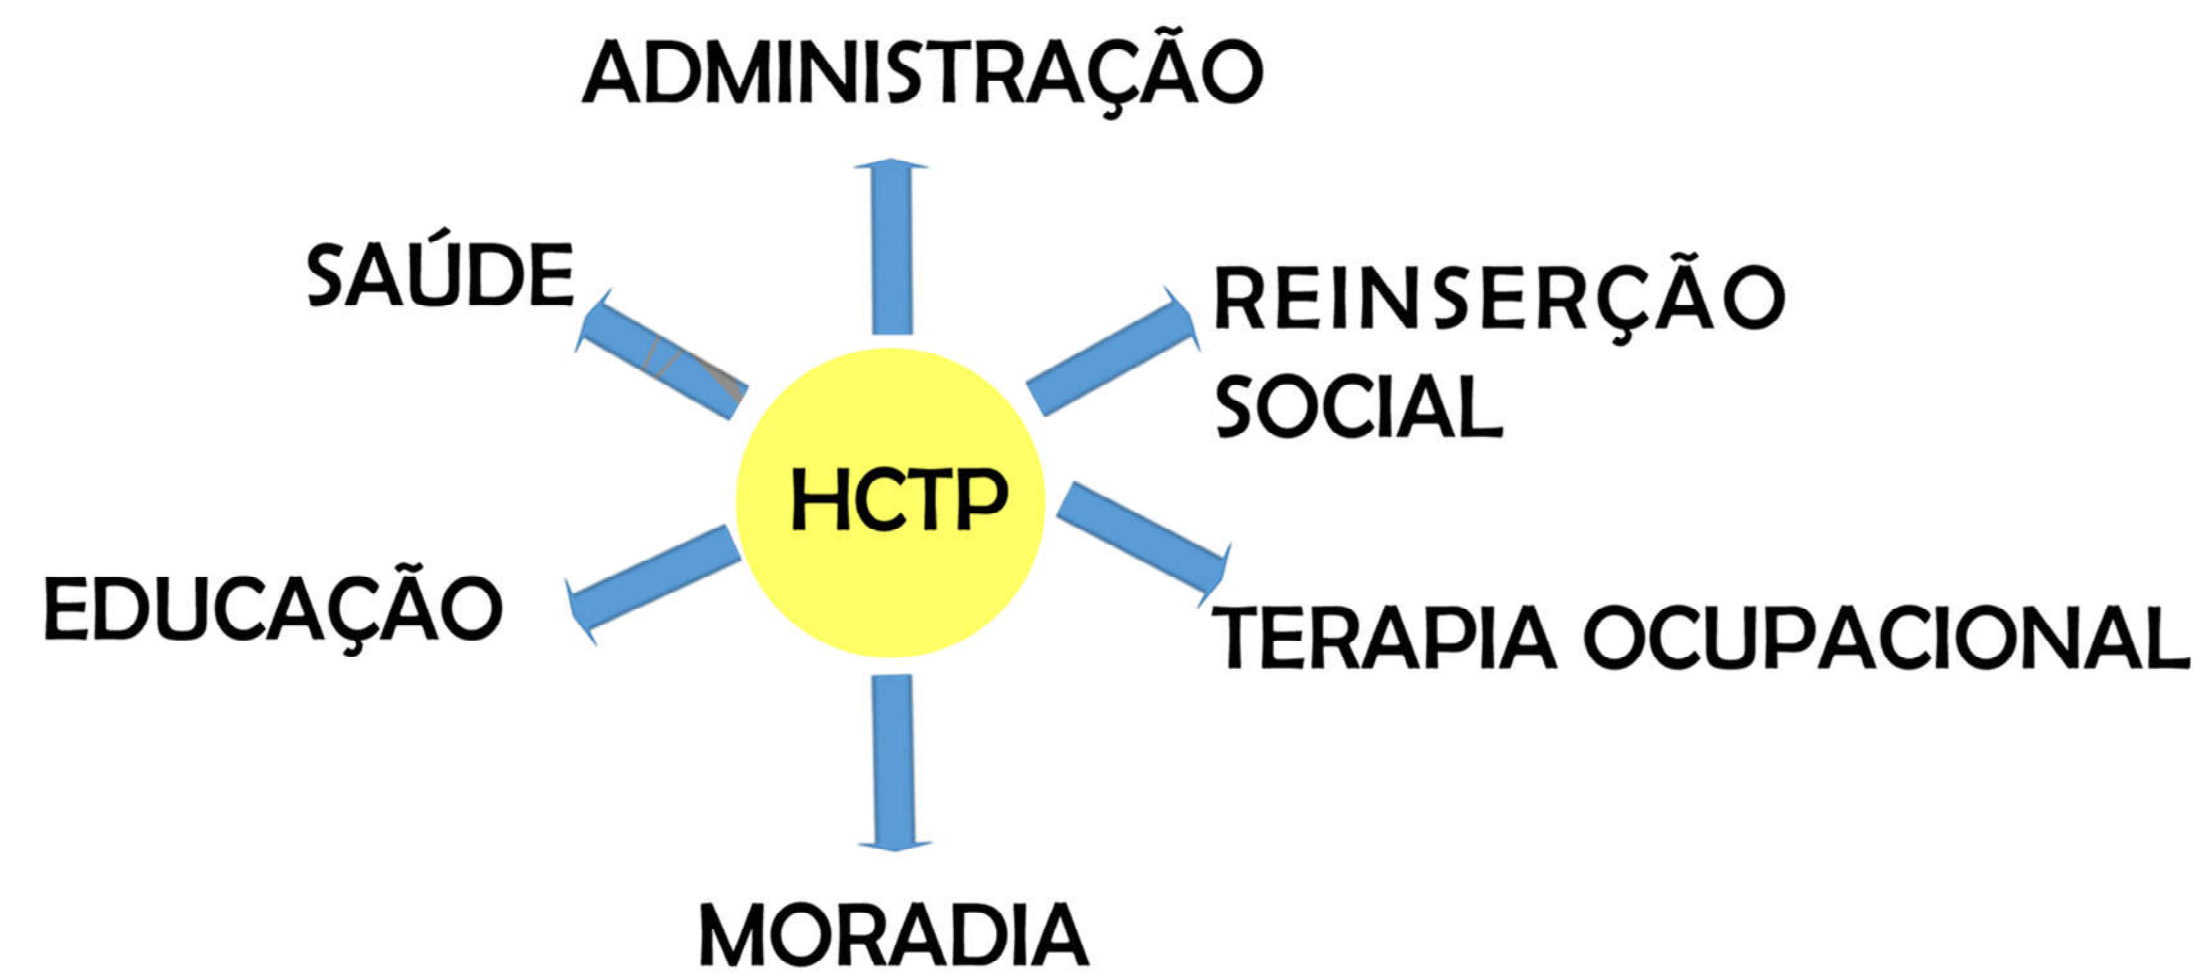 ADMINISTRAÇÃO
SAÚDE
REINSERÇÃO
SOCIAL
HCTP
EDUCAÇÃO
TERAPIA OCUPACIONAL
MORADIA